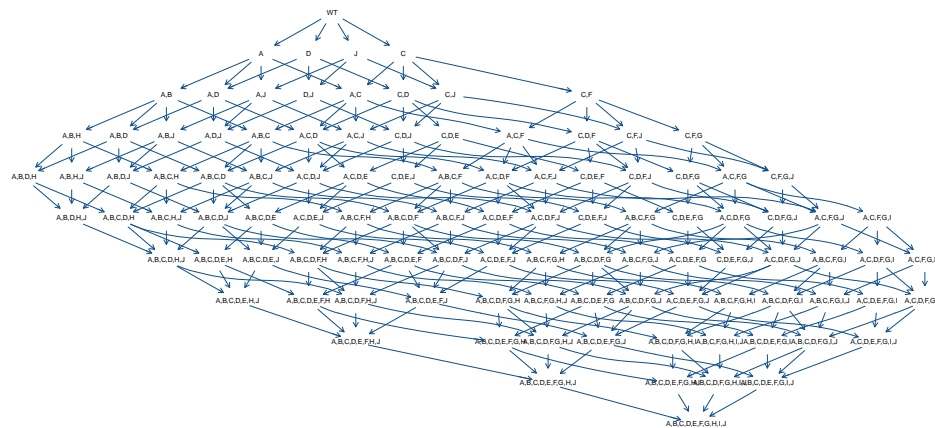 WT
A D J C
A,B A,D A,J D,J A,C C,D C,J C,F
A,B,H A,B,D A,B,J A,D,J A,B,C A,C,D A,C,J C,D,J C,D,E A,C,F C,D,F C,F,J C,F,G
A,B,D,H A,B,H,J A,B,D,J A,B,C,H A,B,C,D A,B,C,J A,C,D,J A,C,D,E C,D,E,J A,B,C,F A,C,D,F A,C,F,J C,D,E,F C,D,F,J C,D,F,G A,C,F,G C,F,G,J
A,B,D,H,J A,B,C,D,H A,B,C,H,J A,B,C,D,J A,B,C,D,E A,C,D,E,J A,B,C,F,H A,B,C,D,F A,B,C,F,J A,C,D,E,F A,C,D,F,J C,D,E,F,J A,B,C,F,G C,D,E,F,G A,C,D,F,G C,D,F,G,J A,C,F,G,J A,C,F,G,I
A,B,C,D,H,J A,B,C,D,E,H A,B,C,D,E,J A,B,C,D,F,H A,B,C,F,H,J A,B,C,D,E,F A,B,C,D,F,J A,C,D,E,F,J A,B,C,F,G,H A,B,C,D,F,G A,B,C,F,G,J A,C,D,E,F,G C,D,E,F,G,J A,C,D,F,G,J A,B,C,F,G,I A,C,D,F,G,I A,C,F,G,I
A,B,C,D,E,H,J A,B,C,D,E,F,H A,B,C,D,F,H,J A,B,C,D,E,F,J A,B,C,D,F,G,H A,B,C,F,G,H,J A,B,C,D,E,F,G A,B,C,D,F,G,J A,C,D,E,F,G,J A,B,C,F,G,H,I A,B,C,D,F,G,I A,B,C,F,G,I,J A,C,D,E,F,G,I A,C,D,F,G
A,B,C,D,E,F,H,J A,B,C,D,E,F,G,H A,B,C,D,F,G,H,J A,B,C,D,E,F,G,J A,B,C,D,F,G,H,I A,B,C,F,G,H,I,J A,B,C,D,E,F,G,I A,B,C,D,F,G,I,J A,C,D,E,F,G,I,J
A,B,C,D,E,F,G,H,J A,B,C,D,E,F,G,H,I A,B,C,D,F,G,H,I,J A,B,C,D,E,F,G,I,J
A,B,C,D,E,F,G,H,I,J